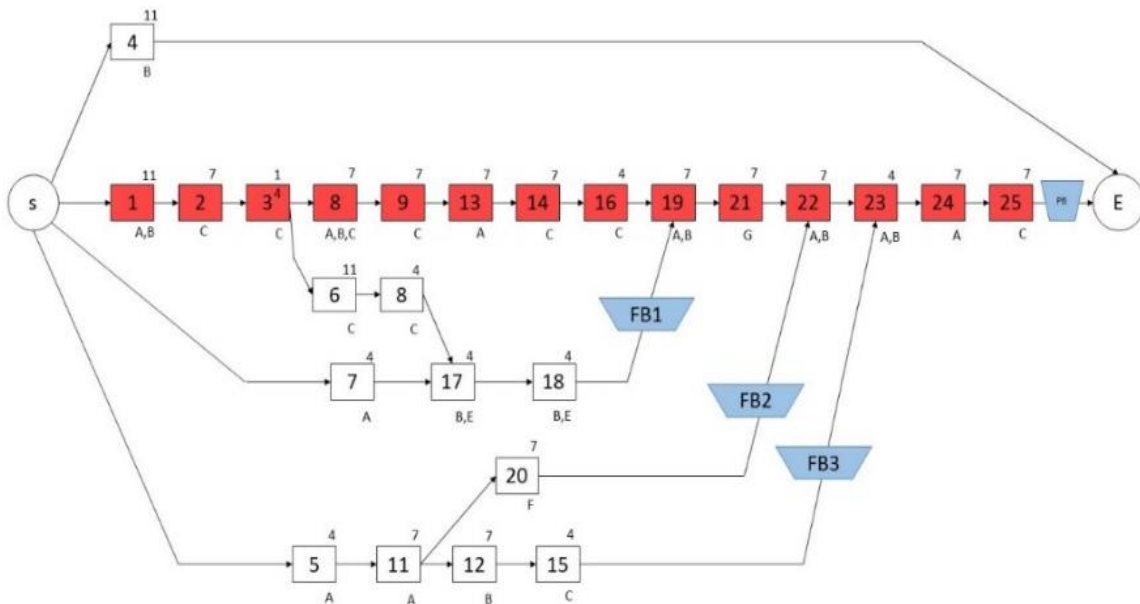 11
4
B
s
11 7 1 7 7 7 7 4 7 7 7 4 7 7
1 2 3 4 8 9 13 14 16 19 21 22 23 24 25 PB E
A,B C C A,B,C C A C C A,B G A,B A,B A C
11 4
6 8
C C
FB1
4 4 4
7 17 18
A B,E B,E
FB2
7
20
F
FB3
4 7 7 4
5 11 12 15
A A B C